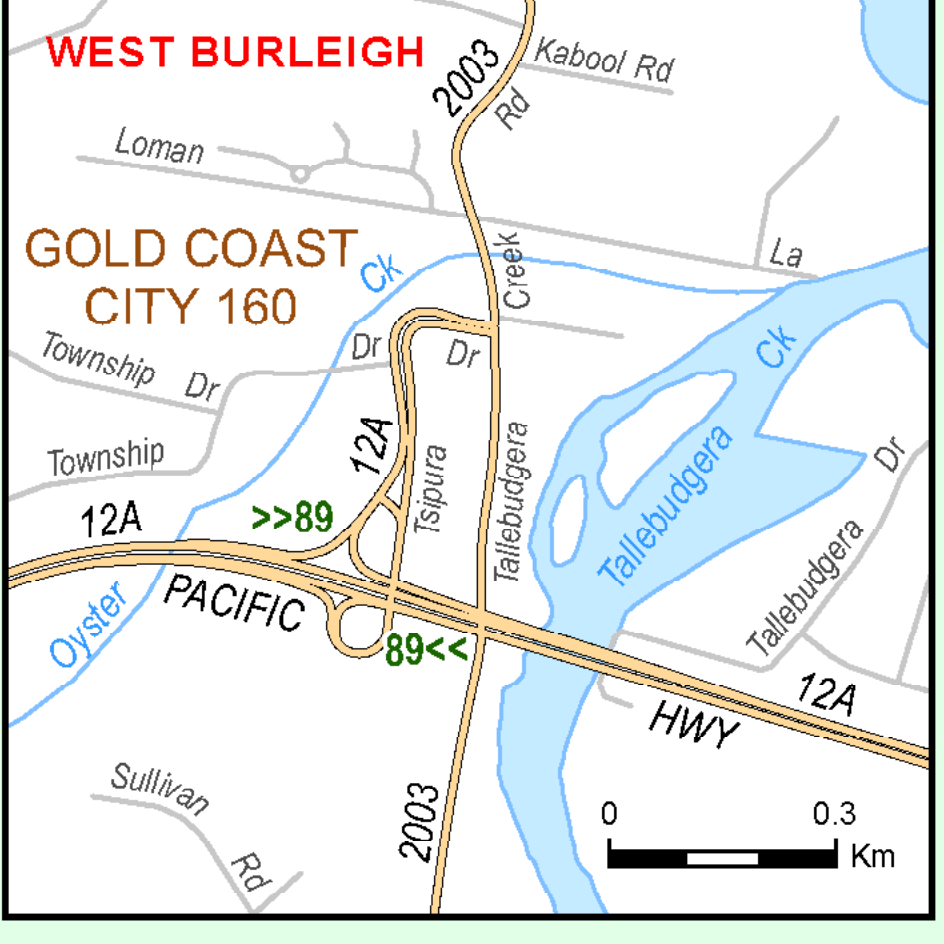 WEST BURLEIGH
2003
Kabool Rd
Rd
Loman
GOLD COAST
CITY 160
Ck
Creek
La
Township Dr
Dr
Dr
Ck
Township
12A
Tsipura
Tallebudgera
Tallebudgera
Dr
12A
>>89
Tallebudgera
Oyster
PACIFIC
89<<
12A
HWY
Sullivan
Rd
2003
0 0.3
Km